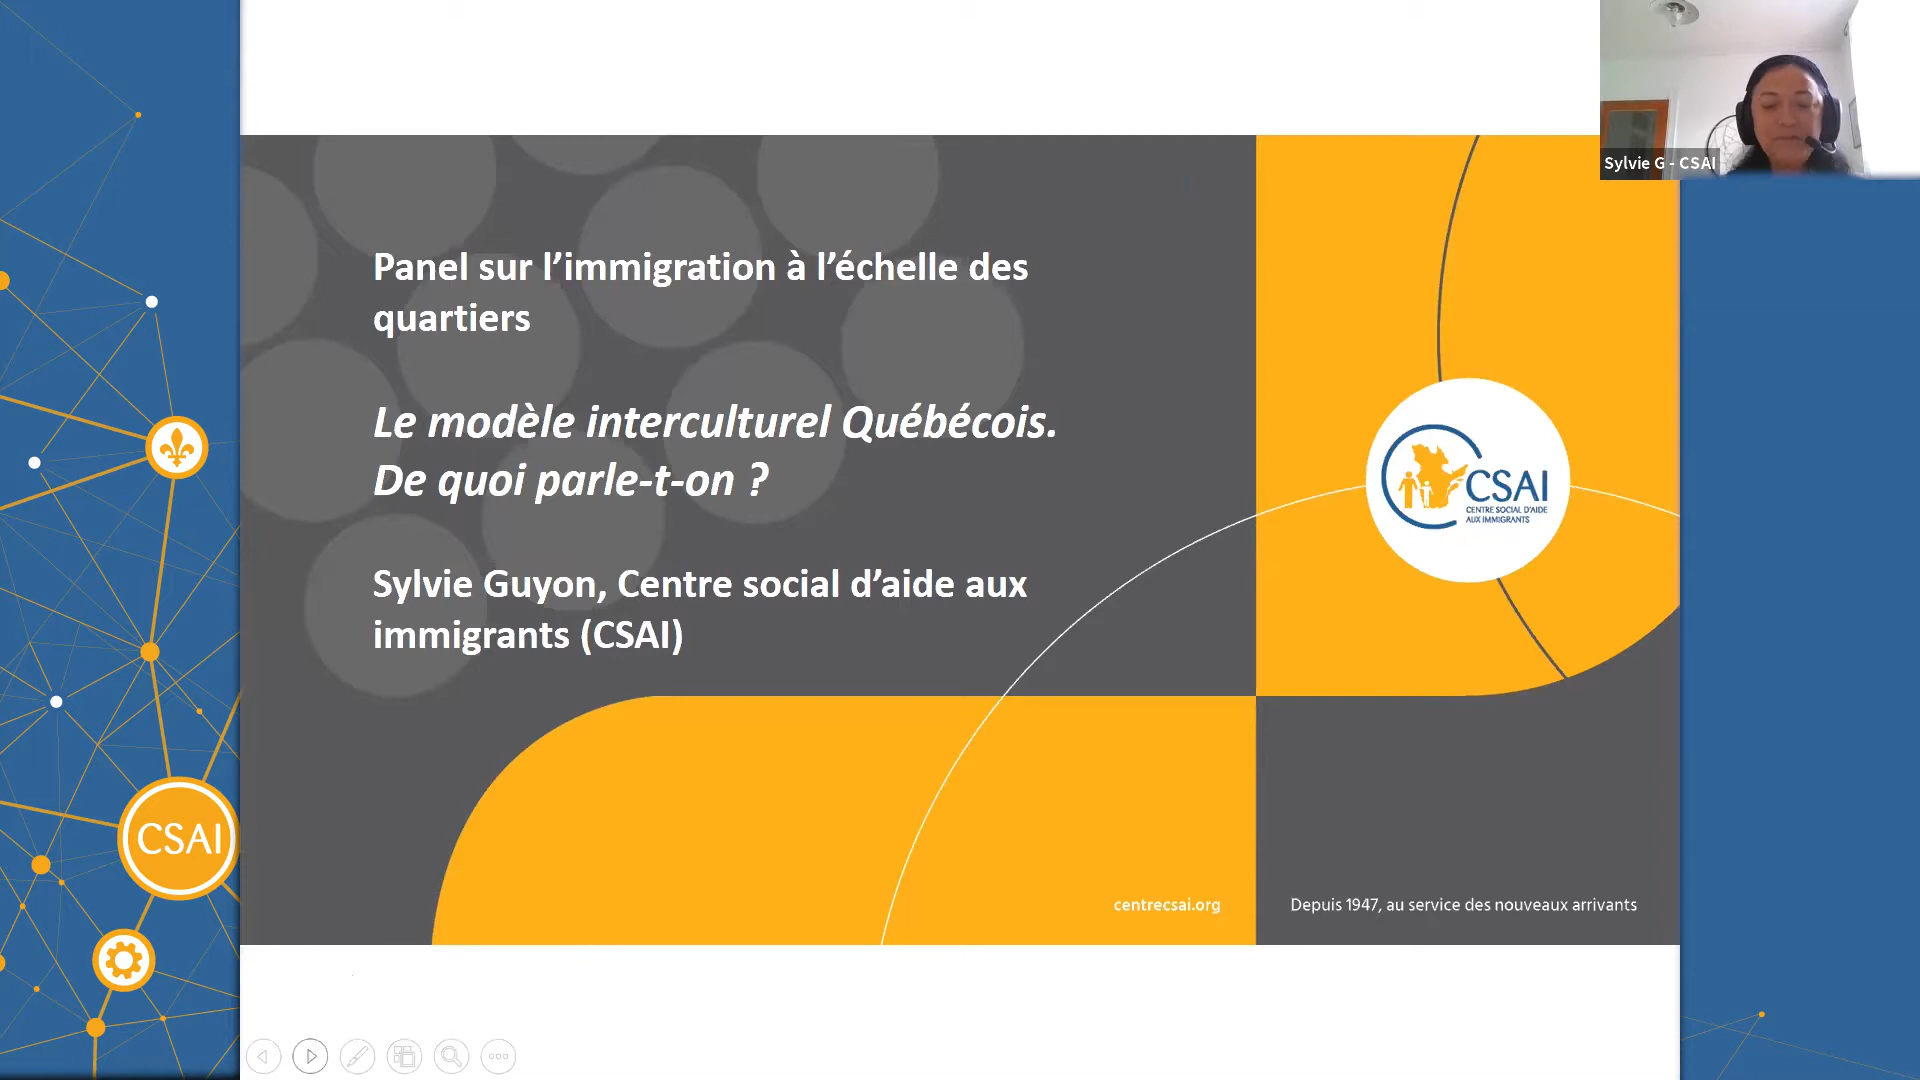 Sylvie G - CSAI
Panel sur l’immigration à l’échelle des
quartiers
Le modèle interculturel Québécois.
De quoi parle-t-on ?
Sylvie Guyon, Centre social d’aide aux
immigrants (CSAI)
CSAI
CENTRE SOCIAL D'AIDE
AUX IMMIGRANTS
CSAI
centrecsai.org
Depuis 1947, au service des nouveaux arrivants